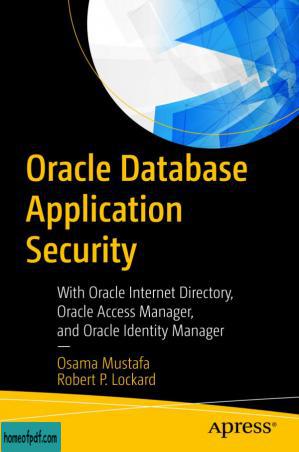 Oracle Database
Application
Security
With Oracle Internet Directory,
Oracle Access Manager,
and Oracle Identity Manager
—
Osama Mustafa
Robert P. Lockard
Apress®
homeofpdf.com